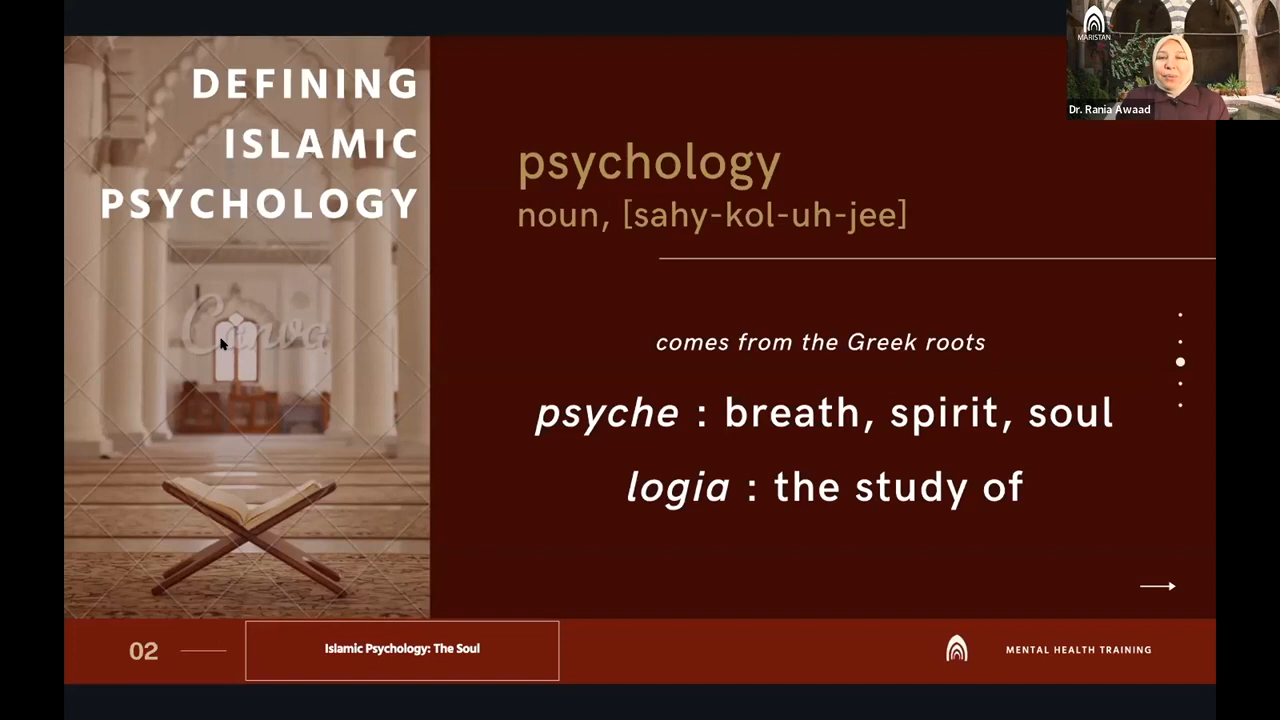 DEFINING
ISLAMIC
PSYCHOLOGY
Canva
psychology
noun, [sahy-kol-uh-jee]
comes from the Greek roots
psyche : breath, spirit, soul
logia : the study of
02
Islamic Psychology: The Soul
MENTAL HEALTH TRAINING
MARISTAN
Dr. Rania Awaad